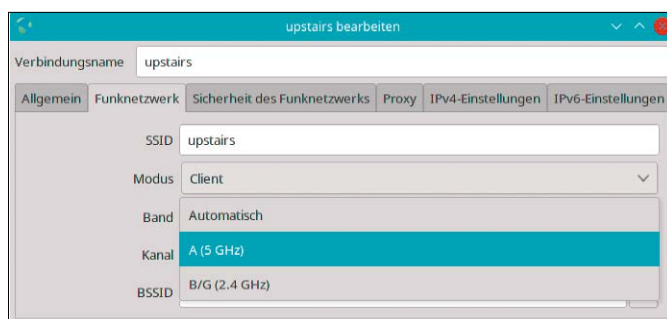 upstairs bearbeiten
Verbindungsname upstairs
Allgemein Funknetzwerk Sicherheit des Funknetzwerks Proxy IPv4-Einstellungen IPv6-Einstellungen
SSID upstairs
Modus Client
Band Automatisch
Kanal A (5 GHz)
BSSID B/G (2.4 GHz)